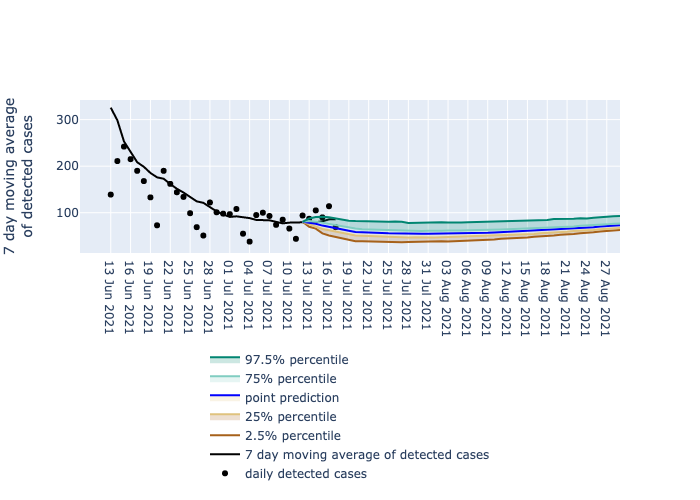 7 day moving average
of detected cases
300
200
100
13 Jun 2021
16 Jun 2021
19 Jun 2021
22 Jun 2021
25 Jun 2021
28 Jun 2021
01 Jul 2021
04 Jul 2021
07 Jul 2021
10 Jul 2021
13 Jul 2021
16 Jul 2021
19 Jul 2021
22 Jul 2021
25 Jul 2021
28 Jul 2021
31 Jul 2021
03 Aug 2021
06 Aug 2021
09 Aug 2021
12 Aug 2021
15 Aug 2021
18 Aug 2021
21 Aug 2021
24 Aug 2021
27 Aug 2021
97.5% percentile
75% percentile
point prediction
25% percentile
2.5% percentile
7 day moving average of detected cases
daily detected cases